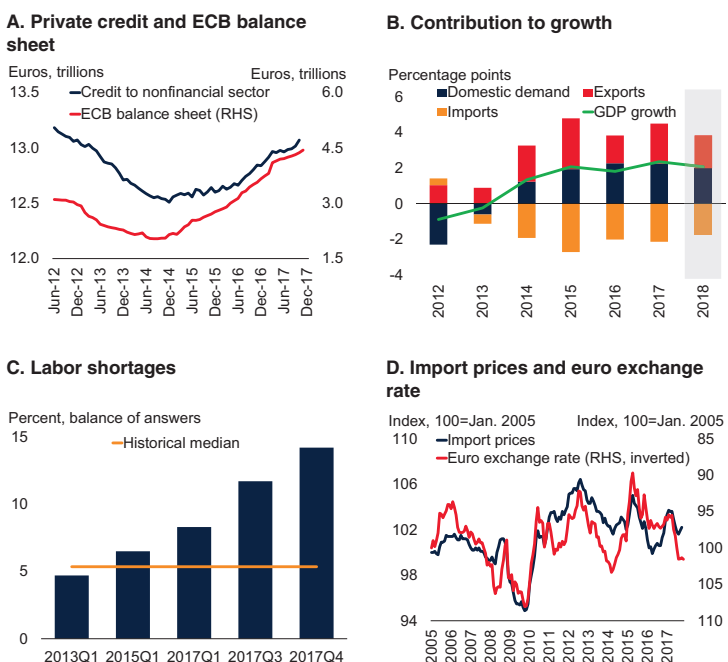 A. Private credit and ECB balance
sheet
Euros, trillions
Euros, trillions
13.5
13.0
12.5
12.0
6.0
4.5
3.0
1.5
Credit to nonfinancial sector
ECB balance sheet (RHS)
Jun-12
Dec-12
Jun-13
Dec-13
Jun-14
Dec-14
Jun-15
Dec-15
Jun-16
Dec-16
Jun-17
Dec-17
B. Contribution to growth
Percentage points
6
4
2
0
-2
-4
Domestic demand
Exports
Imports
GDP growth
2012
2013
2014
2015
2016
2017
2018
C. Labor shortages
Percent, balance of answers
15
10
5
0
Historical median
2013Q1 2015Q1 2017Q1 2017Q3 2017Q4
D. Import prices and euro exchange
rate
Index, 100=Jan. 2005
Index, 100=Jan. 2005
110
106
102
98
94
85
90
95
100
105
110
Import prices
Euro exchange rate (RHS, inverted)
2005
2006
2007
2008
2009
2010
2011
2012
2013
2014
2015
2016
2017